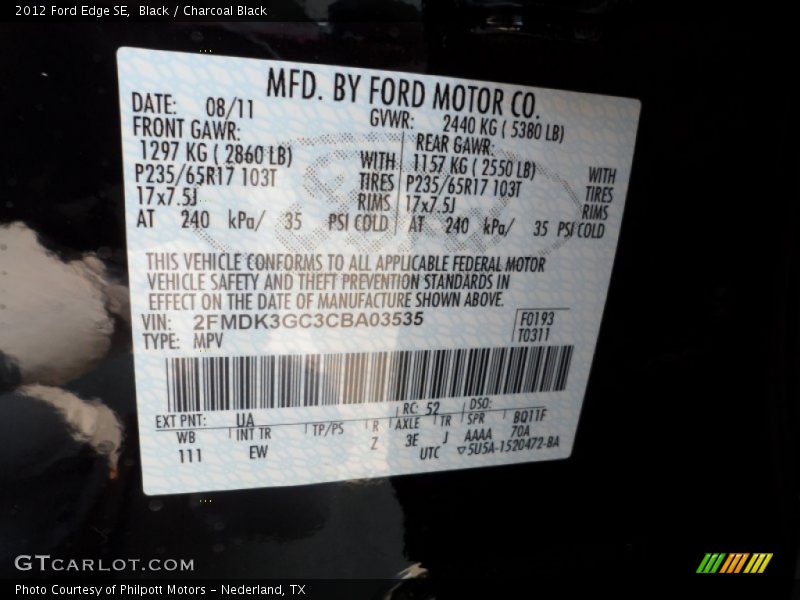 2012 Ford Edge SE, Black / Charcoal Black
MFD. BY FORD MOTOR CO.
DATE: 08/11
GVWR: 2440 KG ( 5380 LB)
FRONT GAWR:
REAR GAWR:
1297 KG ( 2860 LB) WITH
1157 KG ( 2550 LB) WITH
P235/65R17 103T TIRES
P235/65R17 103T TIRES
17x7.5J RIMS
17x7.5J RIMS
AT 240 kPa/ 35 PSI COLD
AT 240 kPa/ 35 PSI COLD
THIS VEHICLE CONFORMS TO ALL APPLICABLE FEDERAL MOTOR
VEHICLE SAFETY AND THEFT PREVENTION STANDARDS IN
EFFECT ON THE DATE OF MANUFACTURE SHOWN ABOVE.
VIN: 2FMDK3GC3CBA03535
F0193
TYPE: MPV
T0311
EXT PNT: UA RC: 52 DSO:
WB INT TR TP/PS R AXLE TR SPR BQ11F
111 EW Z 3E J AAAA 70A
UTC ▽5U5A-1520472-BA
GTcarlot.com
Photo Courtesy of Philpott Motors - Nederland, TX